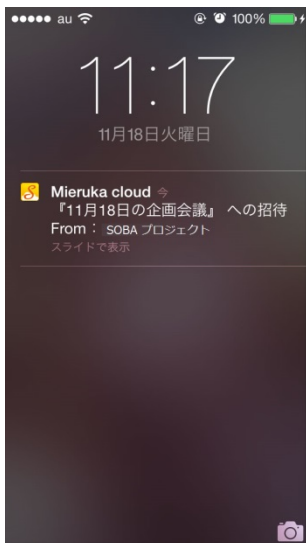 au 100%
11:17
11月18日火曜日
Mieruka cloud 今
『11月18日の企画会議』 への招待
From： SOBA プロジェクト
スライドで表示